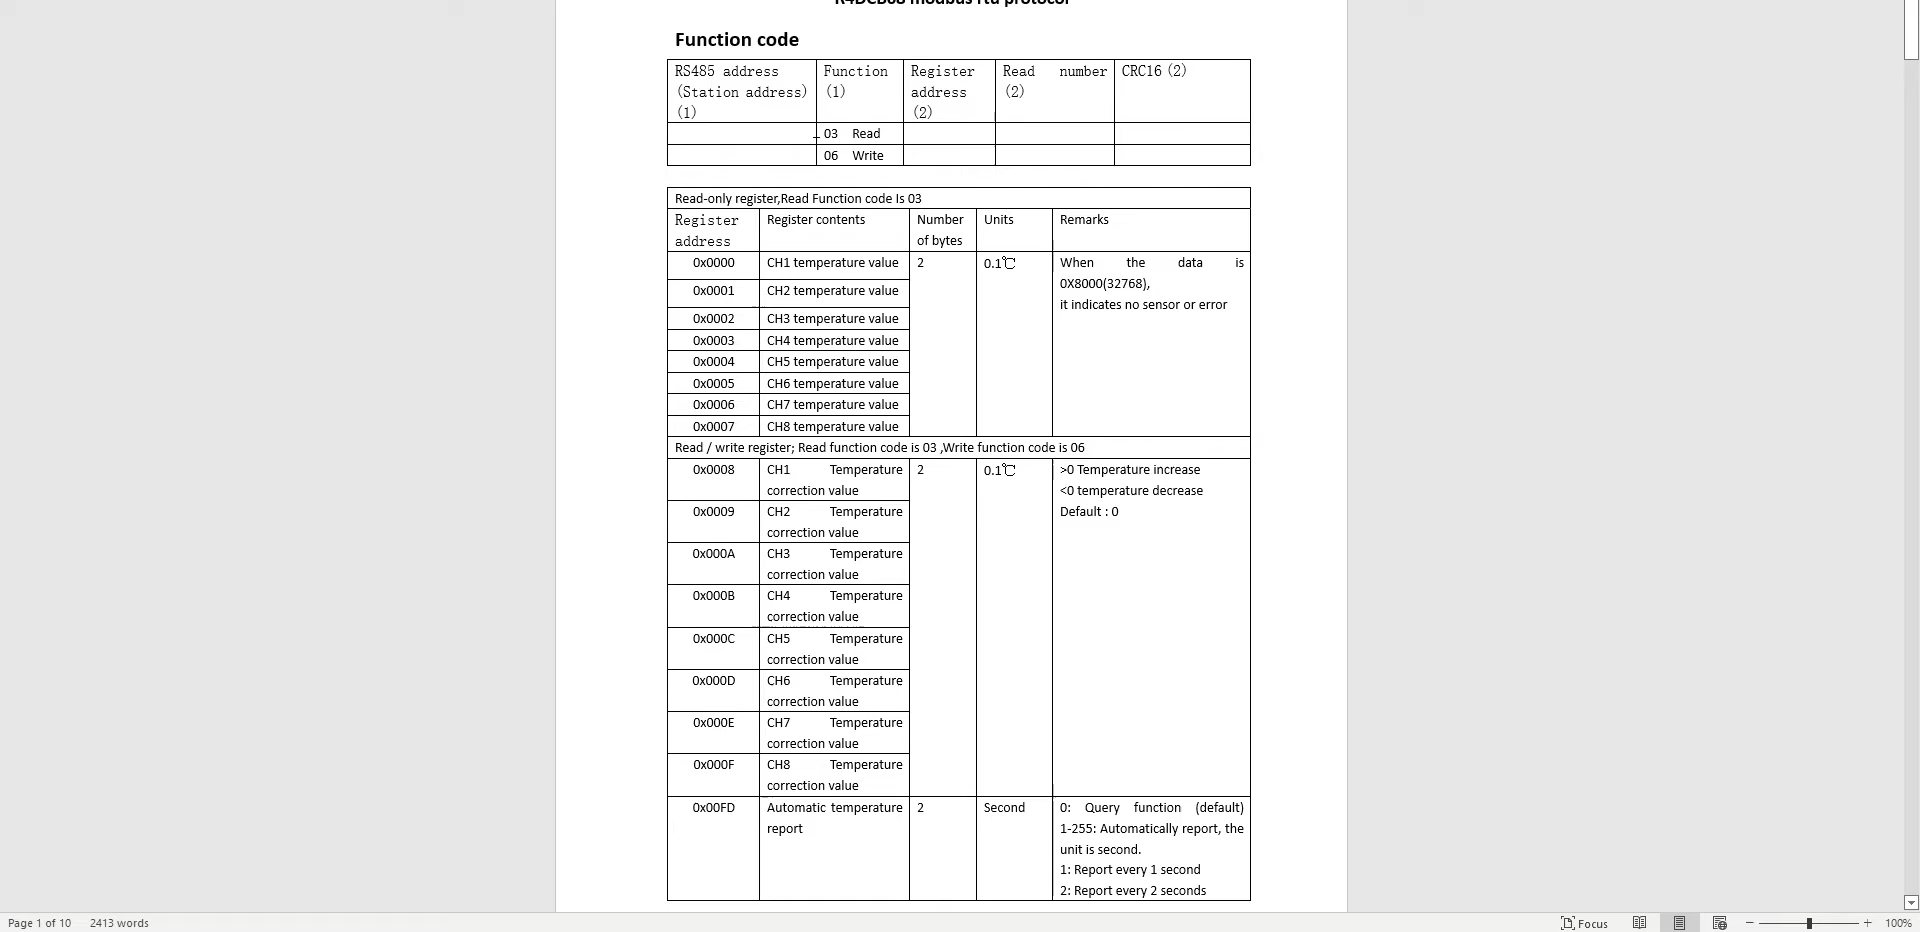 R4DCB08 modbus rtu protocol
Function code
RS485 address (Station address) (1) Function (1) Register address (2) Read number (2) CRC16 (2)
03 Read
06 Write
Read-only register,Read Function code Is 03
Register address Register contents Number of bytes Units Remarks
0x0000 CH1 temperature value 2 0.1℃ When the data is 0X8000(32768), it indicates no sensor or error
0x0001 CH2 temperature value
0x0002 CH3 temperature value
0x0003 CH4 temperature value
0x0004 CH5 temperature value
0x0005 CH6 temperature value
0x0006 CH7 temperature value
0x0007 CH8 temperature value
Read / write register; Read function code is 03 ,Write function code is 06
0x0008 CH1 Temperature correction value 2 0.1℃ >0 Temperature increase
<0 temperature decrease
Default : 0
0x0009 CH2 Temperature correction value
0x000A CH3 Temperature correction value
0x000B CH4 Temperature correction value
0x000C CH5 Temperature correction value
0x000D CH6 Temperature correction value
0x000E CH7 Temperature correction value
0x000F CH8 Temperature correction value
0x00FD Automatic temperature report 2 Second 0: Query function (default)
1-255: Automatically report, the unit is second.
1: Report every 1 second
2: Report every 2 seconds
Page 1 of 10 2413 words Focus 100%